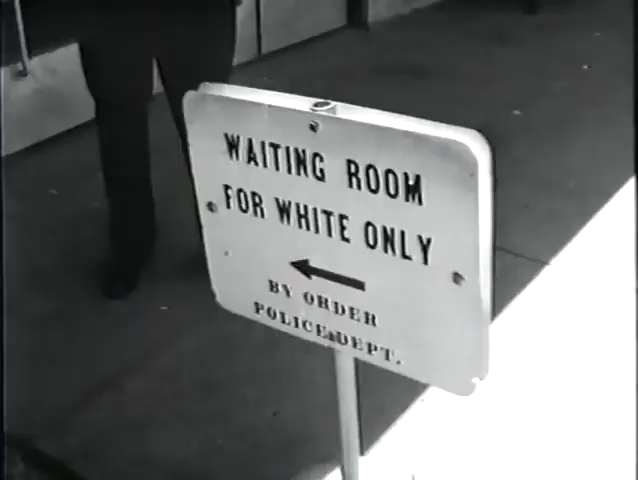 WAITING ROOM
FOR WHITE ONLY
BY ORDER
POLICE DEPT.